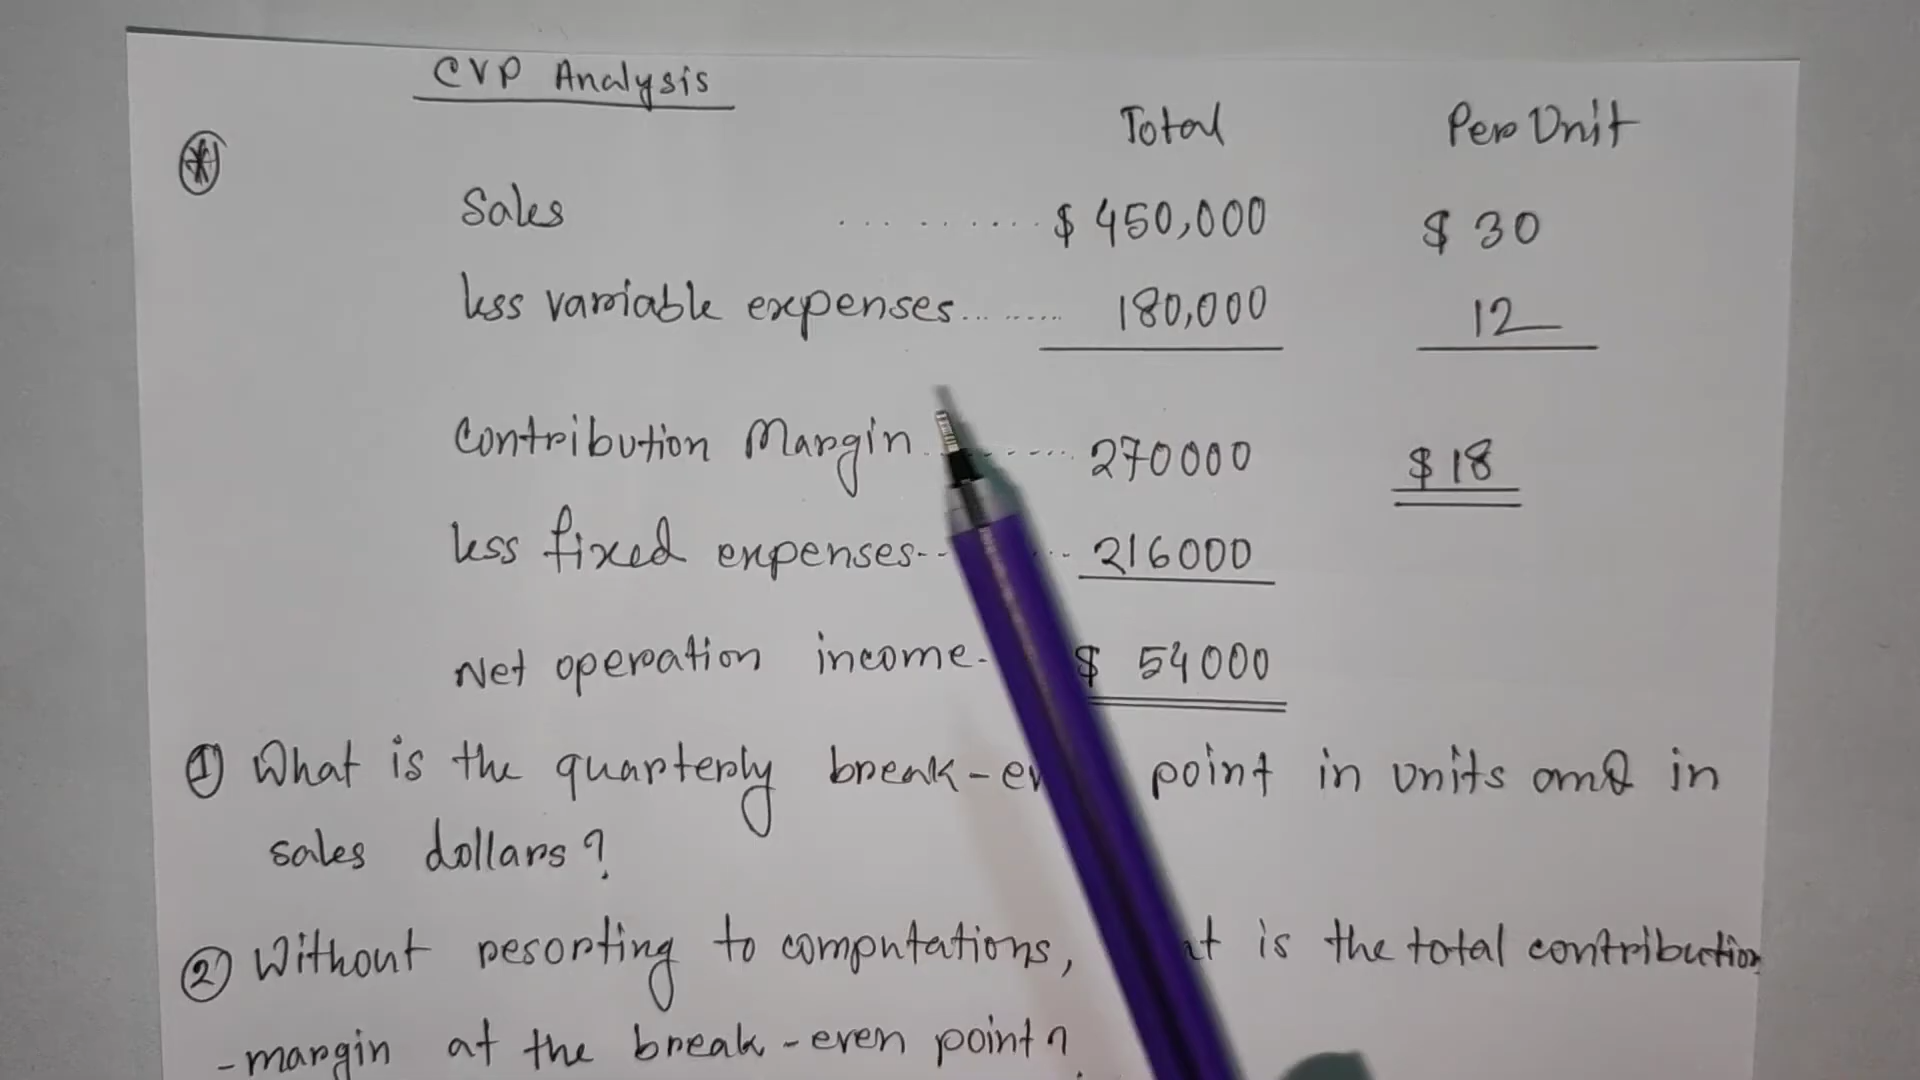 CVP Analysis
Total Per Unit
Sales .......... $ 450,000 $ 30
less variable expenses........ 180,000 12
Contribution Margin ....... 270000 $ 18
less fixed expenses-- .. 216000
Net operation income. $ 54000
① What is the quarterly break- point in units and in
sales dollars?
② Without resorting to computations, is the total contribution
-margin at the break-even point?